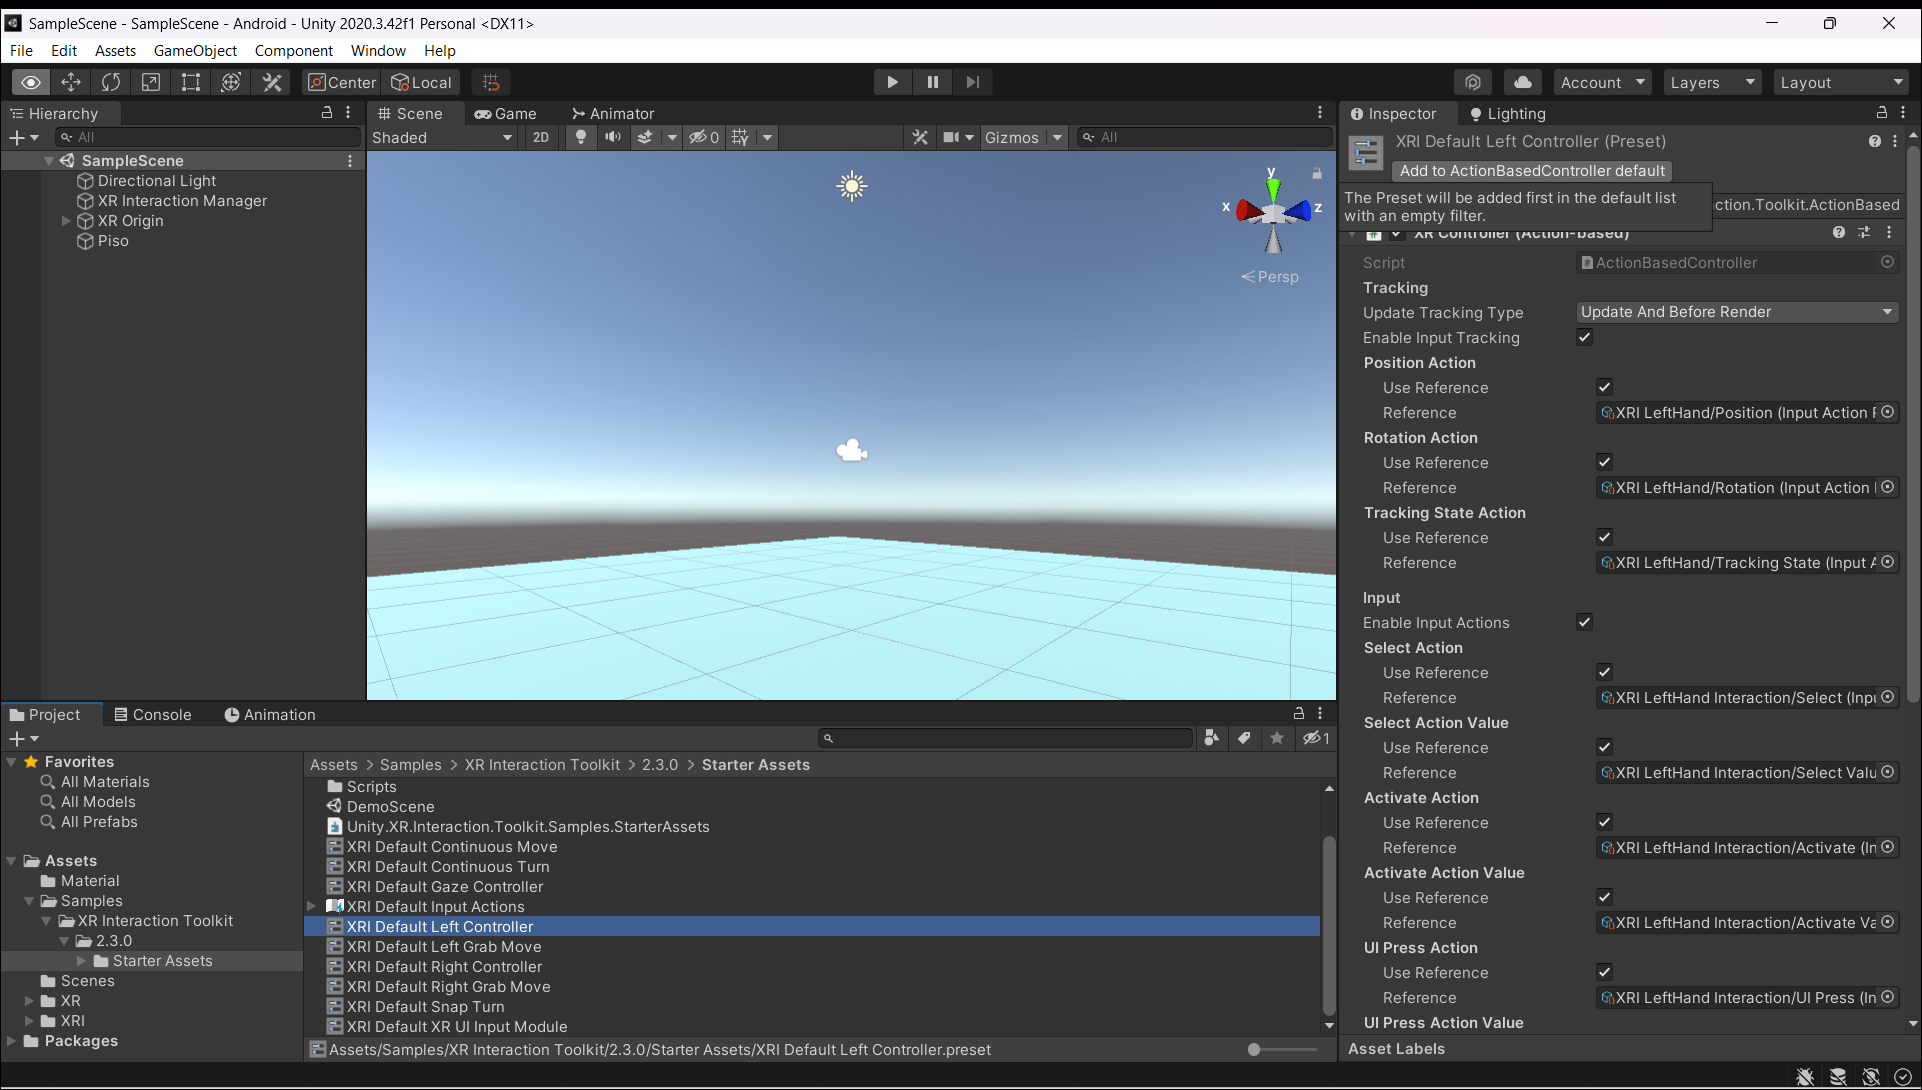 SampleScene - SampleScene - Android - Unity 2020.3.42f1 Personal <DX11>
File Edit Assets GameObject Component Window Help
Center Local Account Layers Layout
Hierarchy
All
SampleScene
Directional Light
XR Interaction Manager
XR Origin
Piso
Scene Game Animator
Shaded 2D 0 Gizmos All
y
x z
Persp
Inspector Lighting
XRI Default Left Controller (Preset)
Add to ActionBasedController default
The Preset will be added first in the default list
with an empty filter.
ction.Toolkit.ActionBased
XR Controller (Action-based)
Script ActionBasedController
Tracking
Update Tracking Type Update And Before Render
Enable Input Tracking
Position Action
Use Reference
Reference XRI LeftHand/Position (Input Action R
Rotation Action
Use Reference
Reference XRI LeftHand/Rotation (Input Action
Tracking State Action
Use Reference
Reference XRI LeftHand/Tracking State (Input A
Input
Enable Input Actions
Select Action
Use Reference
Reference XRI LeftHand Interaction/Select (Inpu
Select Action Value
Use Reference
Reference XRI LeftHand Interaction/Select Valu
Activate Action
Use Reference
Reference XRI LeftHand Interaction/Activate (In
Activate Action Value
Use Reference
Reference XRI LeftHand Interaction/Activate Va
UI Press Action
Use Reference
Reference XRI LeftHand Interaction/UI Press (In
UI Press Action Value
Asset Labels
Project Console Animation
1
Favorites
All Materials
All Models
All Prefabs
Assets
Material
Samples
XR Interaction Toolkit
2.3.0
Starter Assets
Scenes
XR
XRI
Packages
Assets > Samples > XR Interaction Toolkit > 2.3.0 > Starter Assets
Scripts
DemoScene
Unity.XR.Interaction.Toolkit.Samples.StarterAssets
XRI Default Continuous Move
XRI Default Continuous Turn
XRI Default Gaze Controller
XRI Default Input Actions
XRI Default Left Controller
XRI Default Left Grab Move
XRI Default Right Controller
XRI Default Right Grab Move
XRI Default Snap Turn
XRI Default XR UI Input Module
Assets/Samples/XR Interaction Toolkit/2.3.0/Starter Assets/XRI Default Left Controller.preset